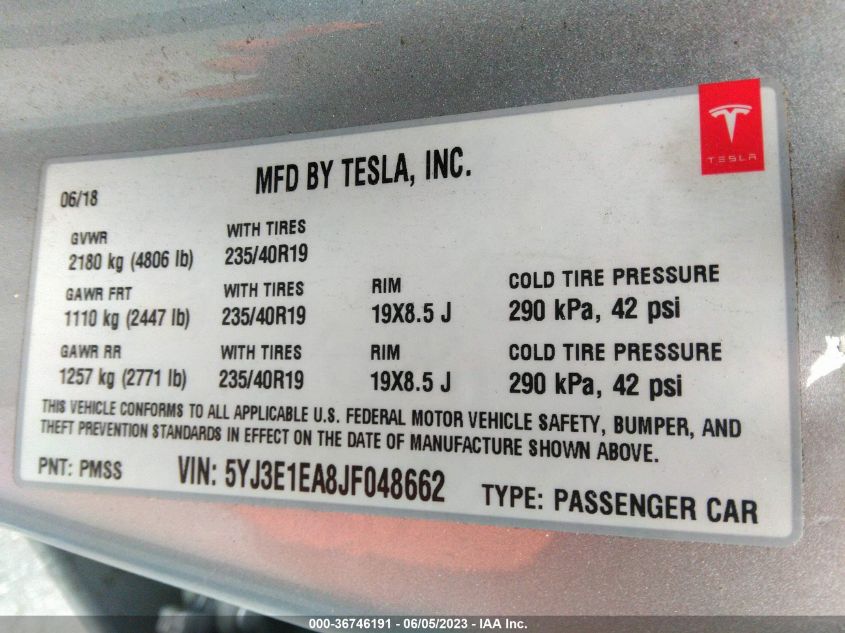 TESLA
06/18
MFD BY TESLA, INC.
GVWR WITH TIRES
2180 kg (4806 lb) 235/40R19
GAWR FRT WITH TIRES RIM COLD TIRE PRESSURE
1110 kg (2447 lb) 235/40R19 19X8.5 J 290 kPa, 42 psi
GAWR RR WITH TIRES RIM COLD TIRE PRESSURE
1257 kg (2771 lb) 235/40R19 19X8.5 J 290 kPa, 42 psi
THIS VEHICLE CONFORMS TO ALL APPLICABLE U.S. FEDERAL MOTOR VEHICLE SAFETY, BUMPER, AND
THEFT PREVENTION STANDARDS IN EFFECT ON THE DATE OF MANUFACTURE SHOWN ABOVE.
PNT: PMSS VIN: 5YJ3E1EA8JF048662 TYPE: PASSENGER CAR
000-36746191 - 06/05/2023 - IAA Inc.